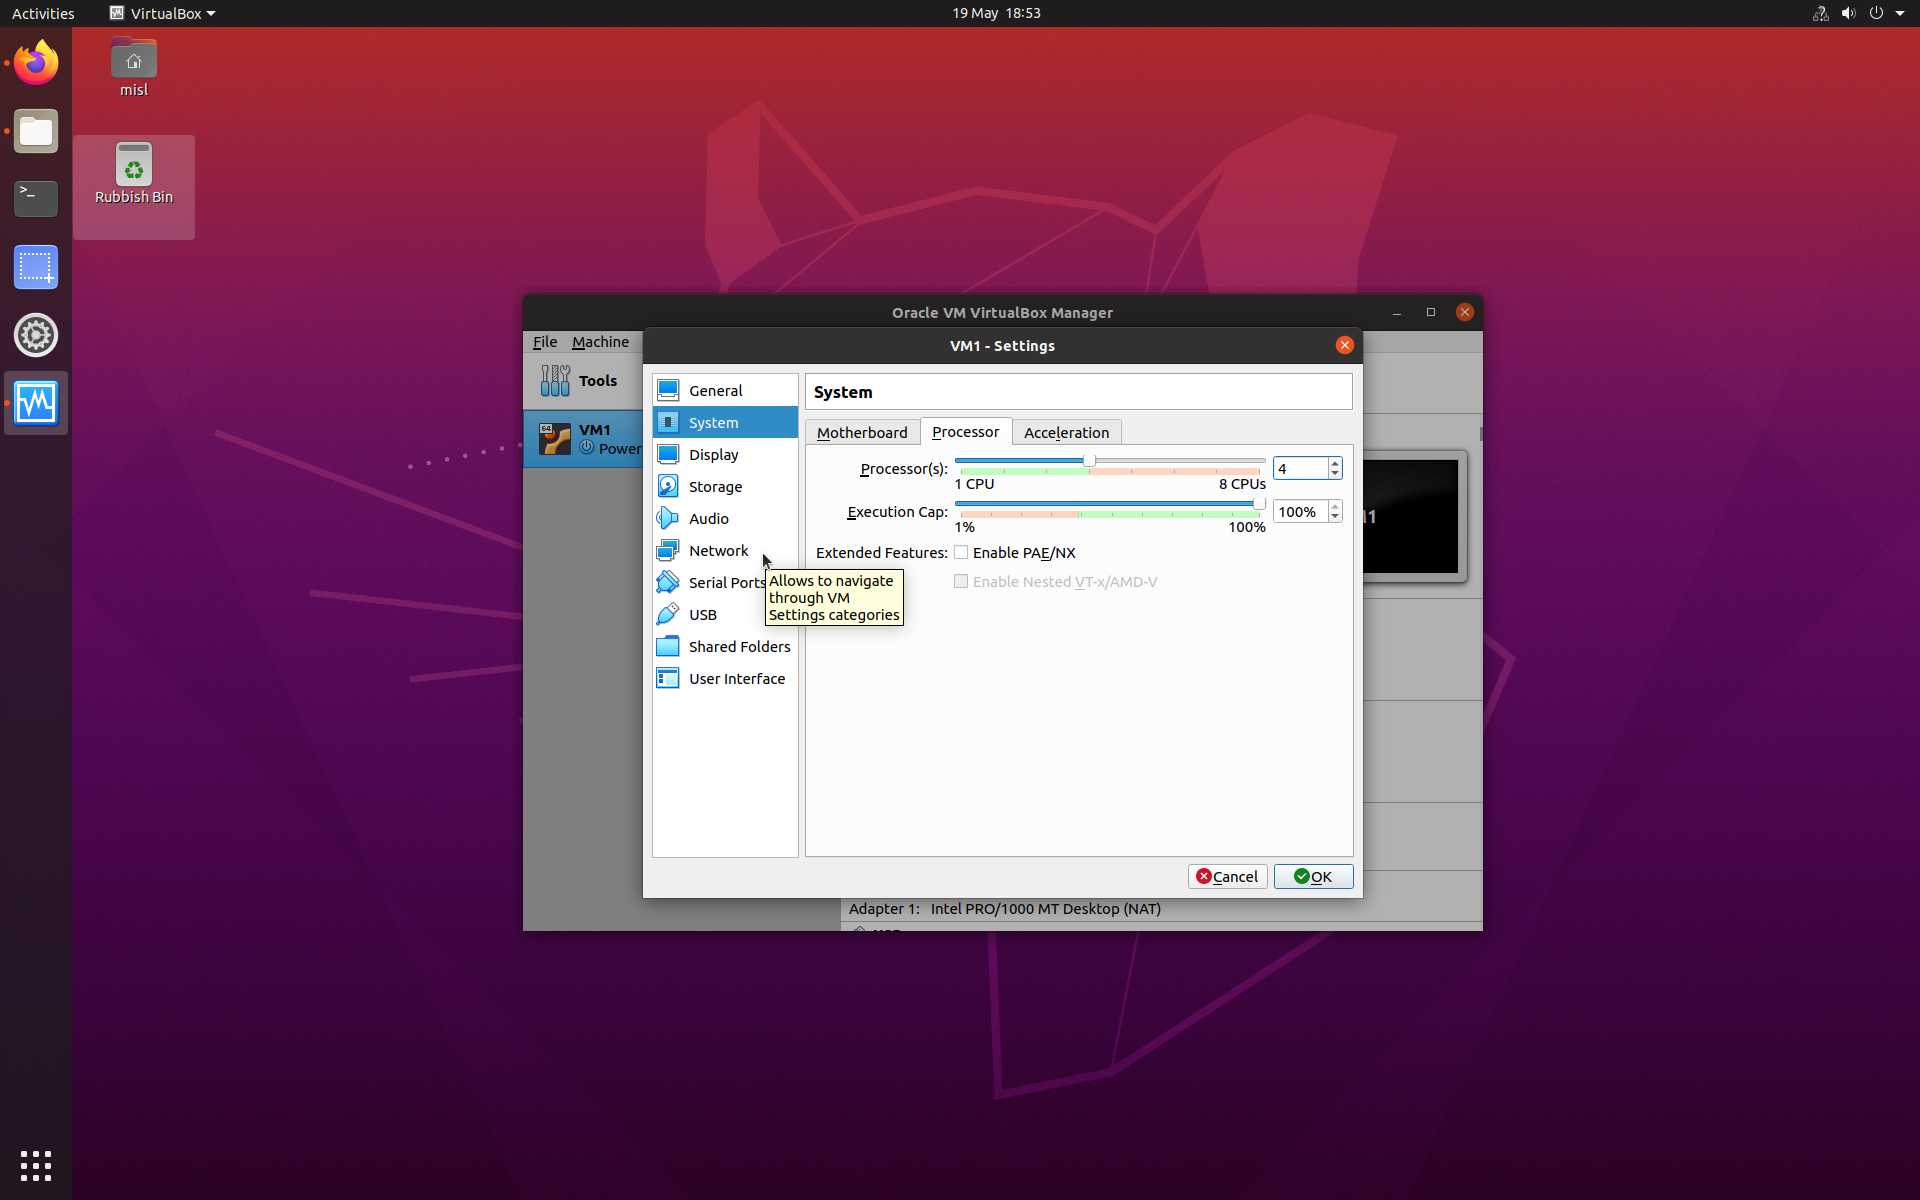 Activities
VirtualBox
19 May 18:53
misl
Rubbish Bin
>_
Oracle VM VirtualBox Manager
File Machine
VM1 - Settings
Tools
64
VM1
Power
General
System
Display
Storage
Audio
Network
Serial Ports
USB
Shared Folders
User Interface
System
Motherboard Processor Acceleration
Processor(s):
4
1 CPU 8 CPUs
Execution Cap:
100%
1% 100%
Extended Features: Enable PAE/NX
Enable Nested VT-x/AMD-V
Allows to navigate
through VM
Settings categories
Cancel OK
Adapter 1: Intel PRO/1000 MT Desktop (NAT)